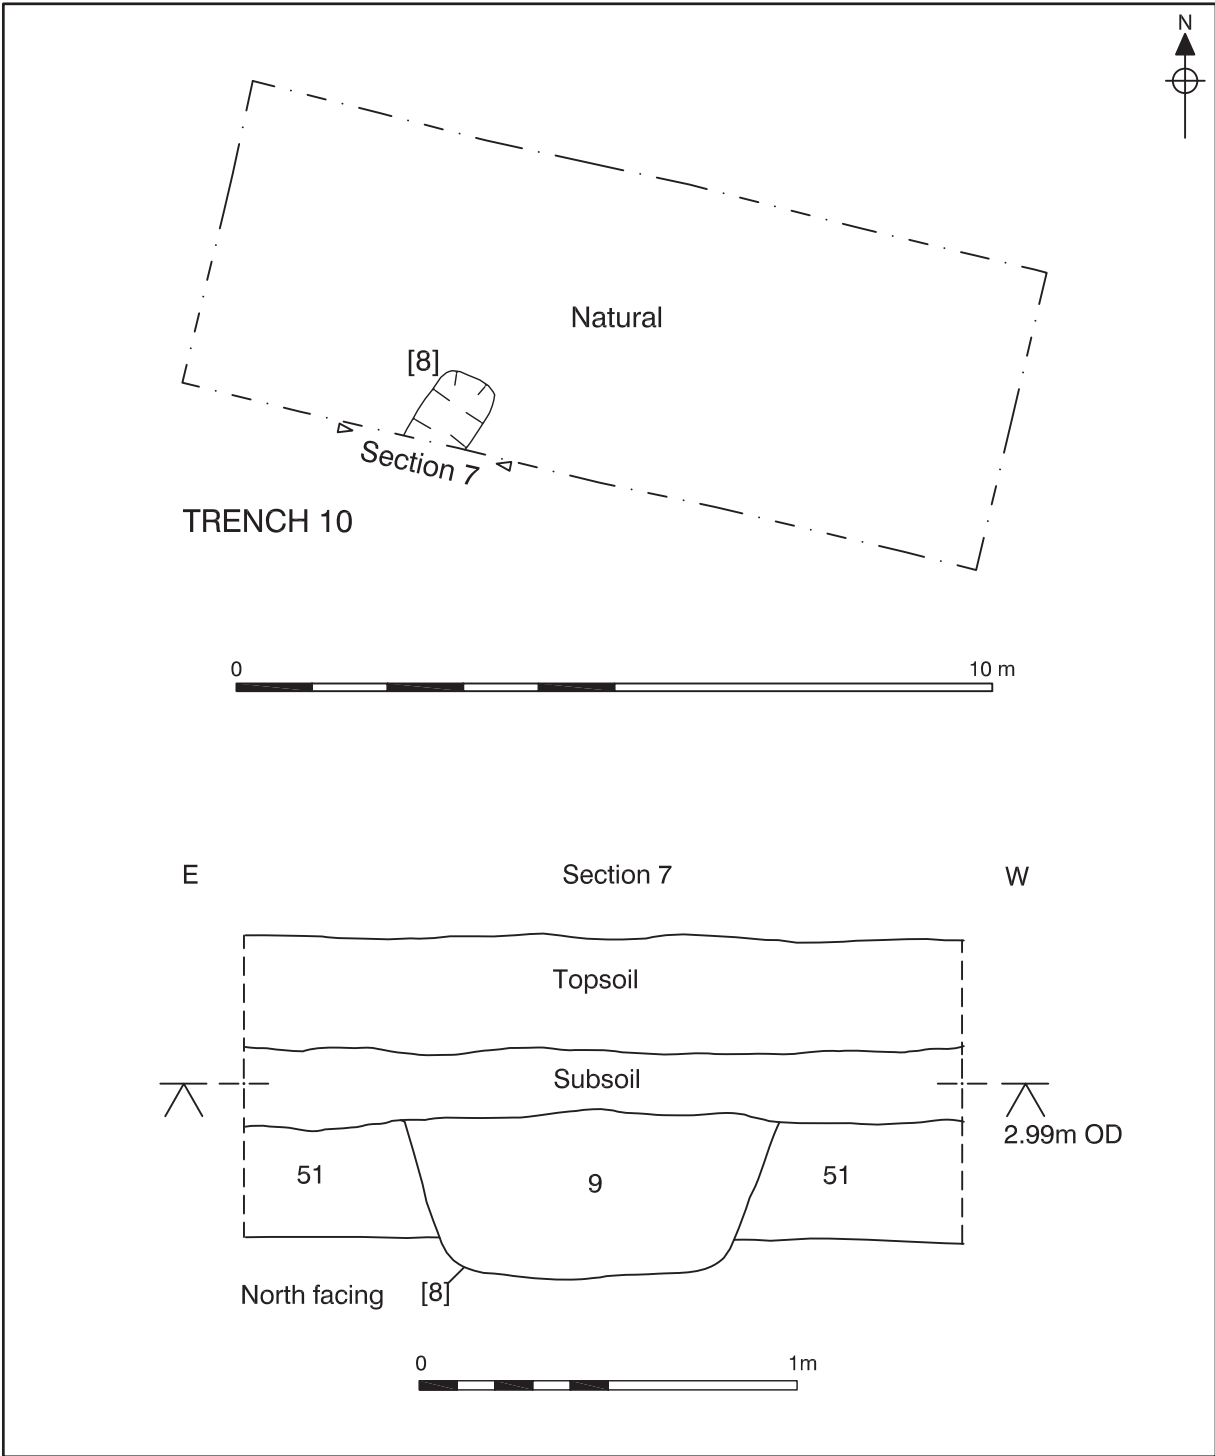 N
Natural
[8]
Section 7
TRENCH 10
0 10 m
E Section 7 W
Topsoil
Subsoil
2.99m OD
51 9 51
North facing [8]
0 1m